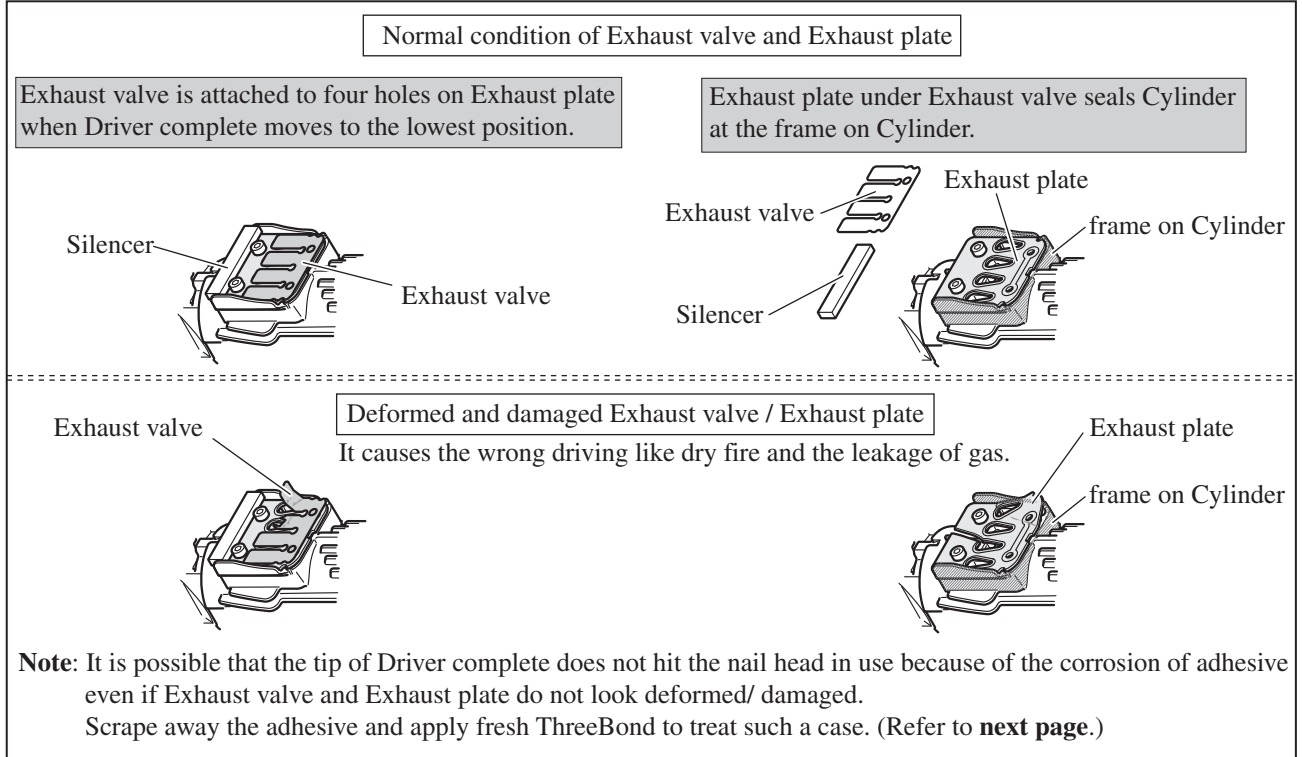 Normal condition of Exhaust valve and Exhaust plate
Exhaust valve is attached to four holes on Exhaust plate
when Driver complete moves to the lowest position.
Exhaust plate under Exhaust valve seals Cylinder
at the frame on Cylinder.
Silencer
Exhaust valve
Exhaust valve
Silencer
Exhaust plate
frame on Cylinder
Deformed and damaged Exhaust valve / Exhaust plate
It causes the wrong driving like dry fire and the leakage of gas.
Exhaust valve
Exhaust plate
frame on Cylinder
Note: It is possible that the tip of Driver complete does not hit the nail head in use because of the corrosion of adhesive
even if Exhaust valve and Exhaust plate do not look deformed/ damaged.
Scrape away the adhesive and apply fresh ThreeBond to treat such a case. (Refer to next page.)